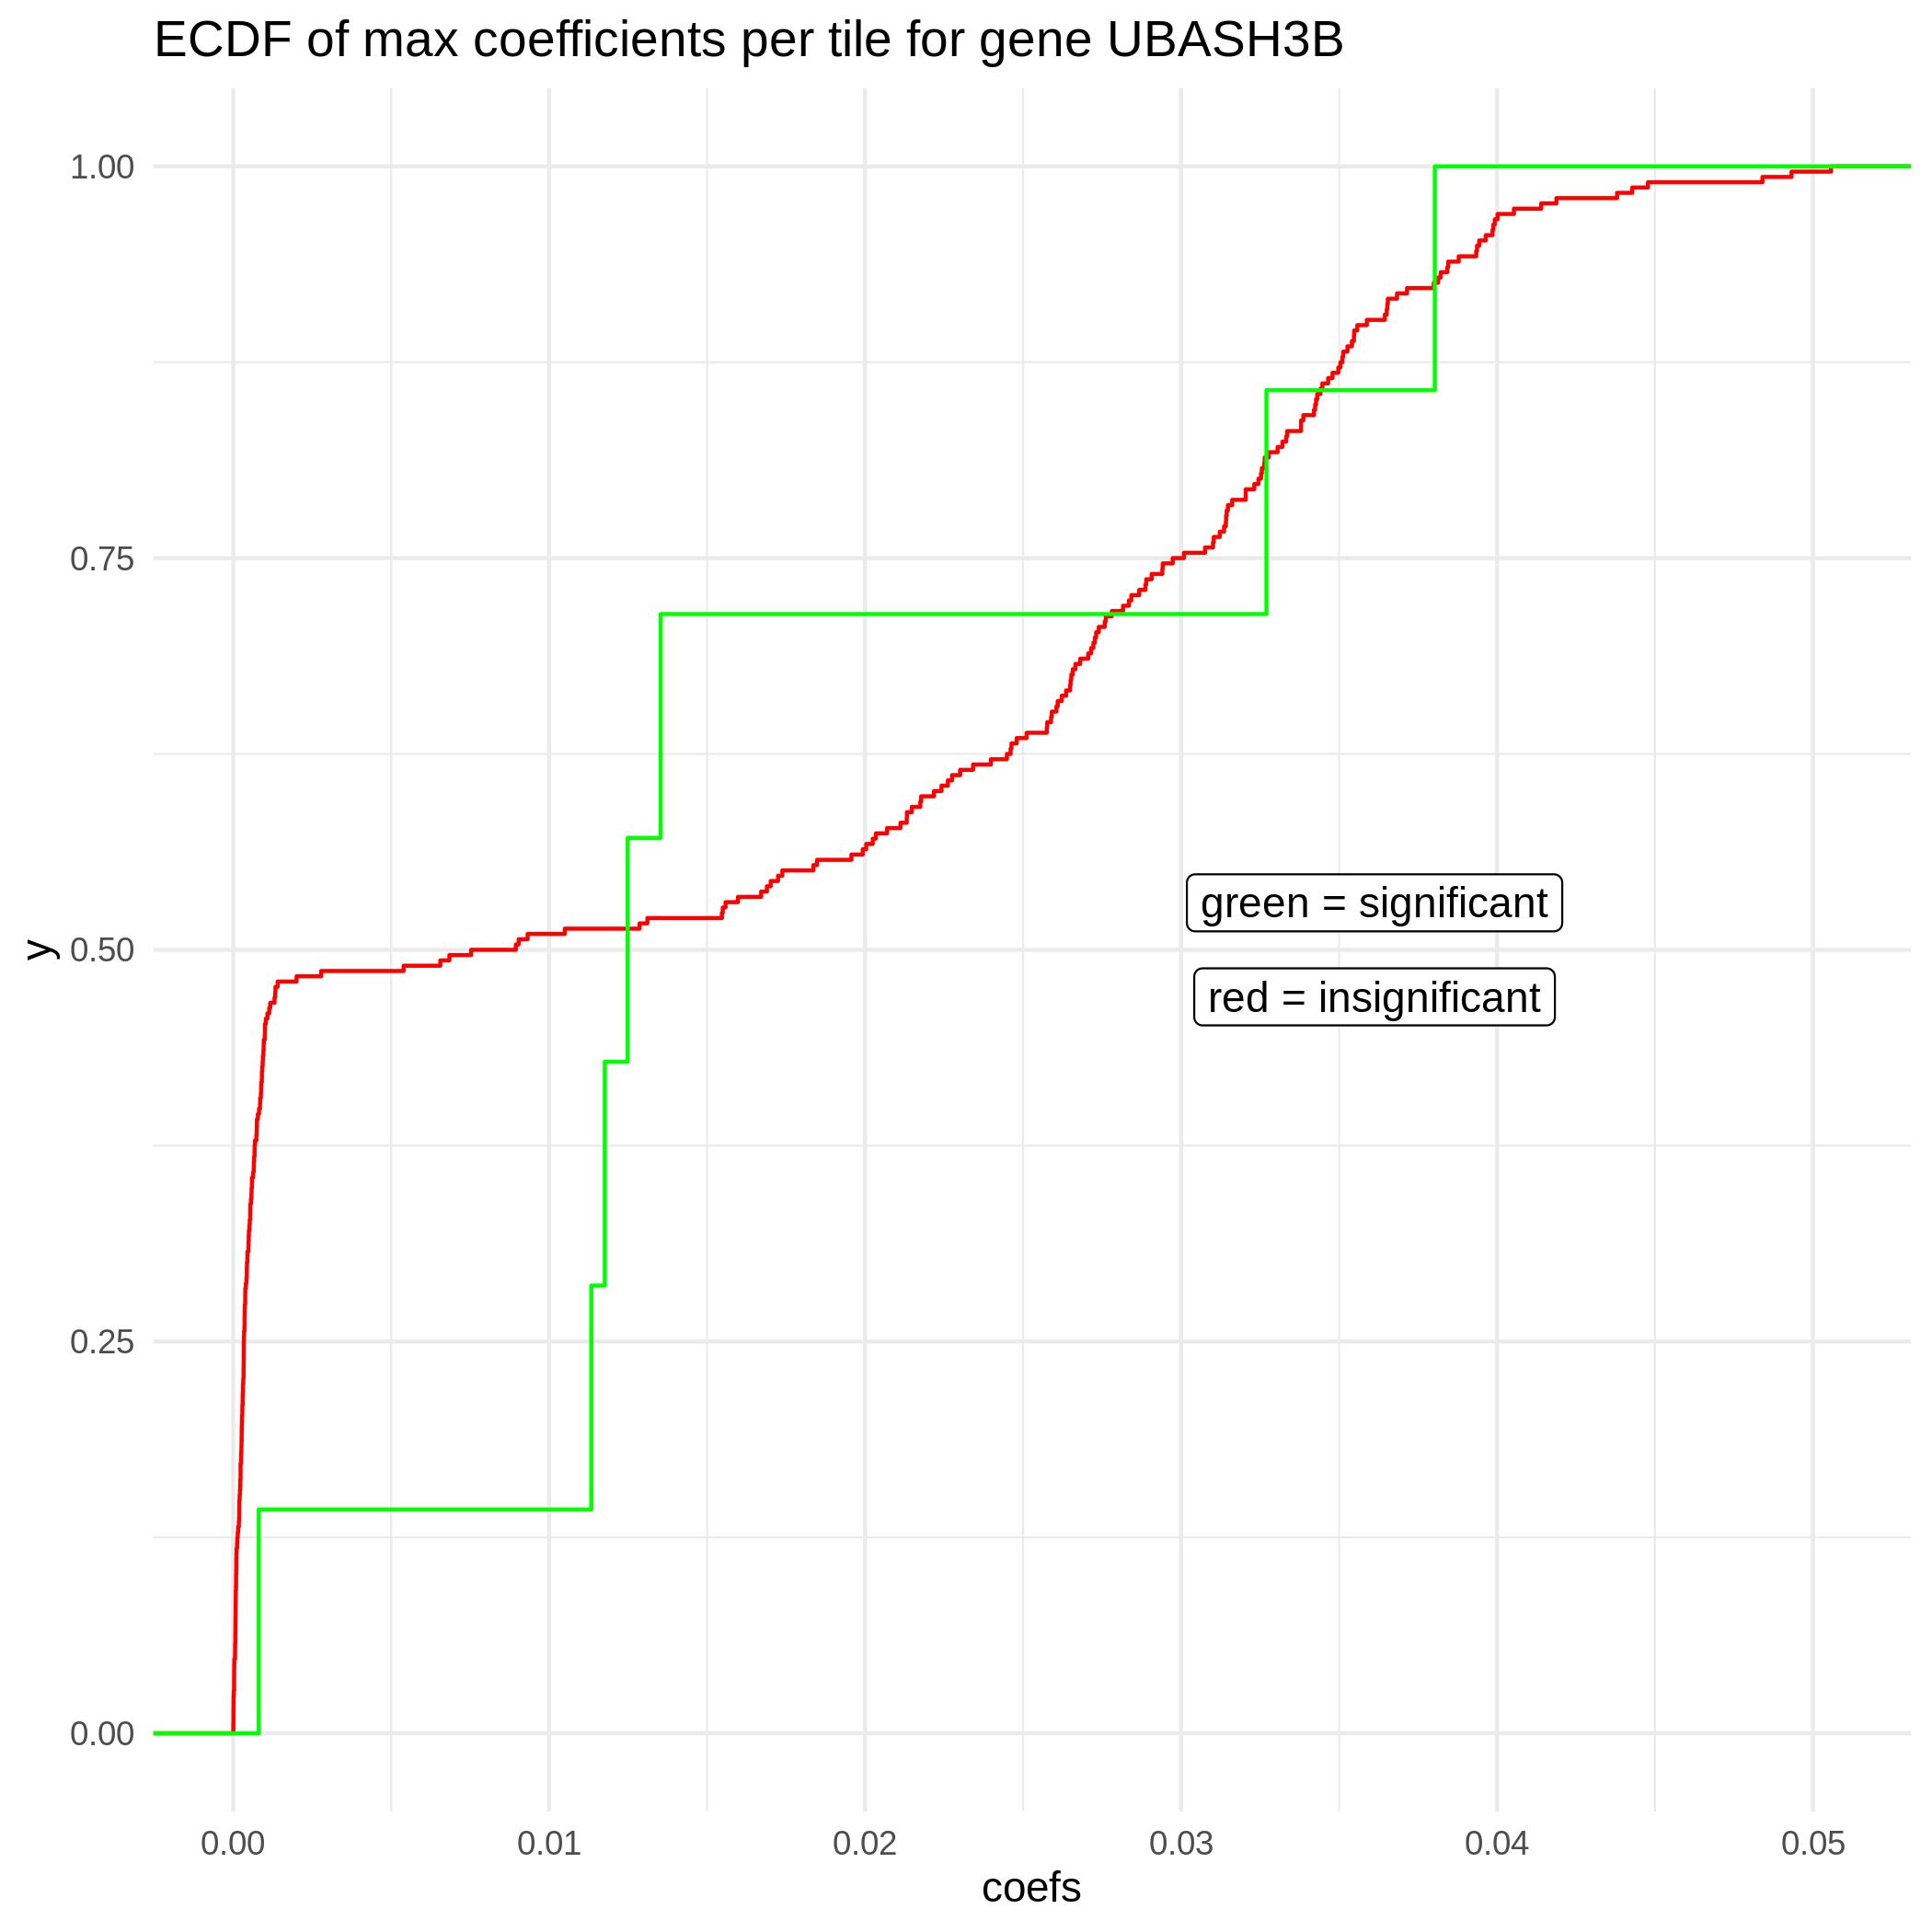 ECDF of max coefficients per tile for gene UBASH3B
1.00
0.75
0.50
0.25
0.00
y
green = significant
red = insignificant
0.00 0.01 0.02 0.03 0.04 0.05
coefs